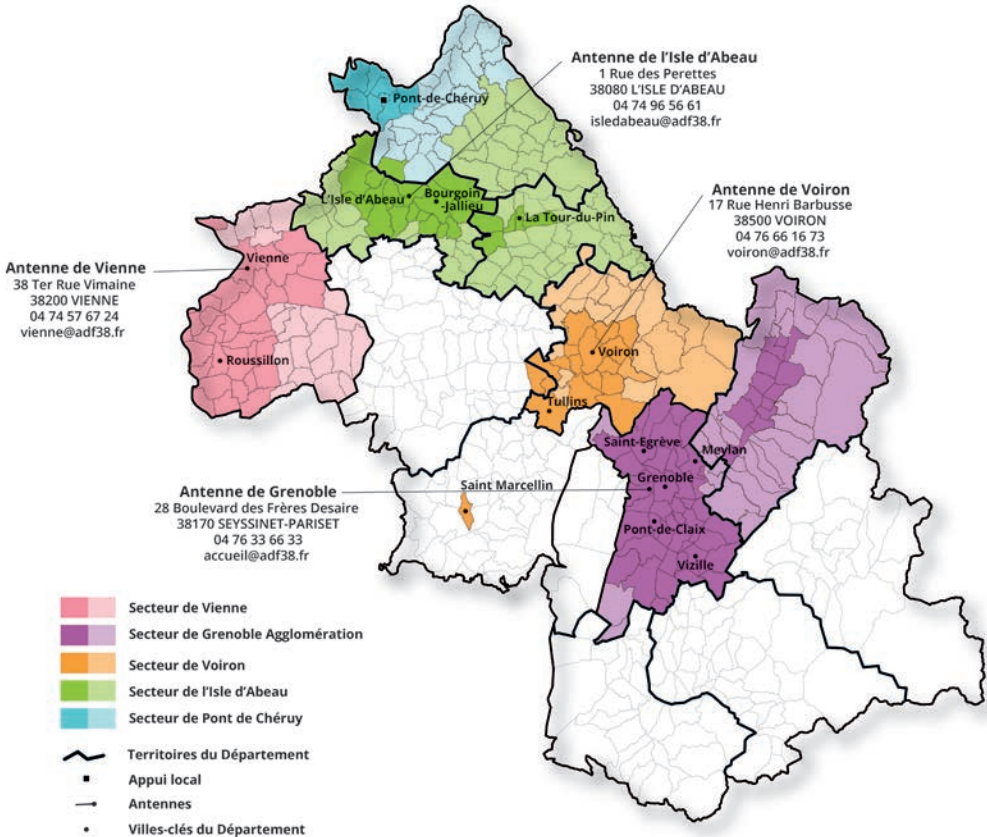 Antenne de l'Isle d'Abeau
1 Rue des Perettes
38080 L'ISLE D'ABEAU
04 74 96 56 61
isledabeau@adf38.fr
Pont-de-Chéruy
L'Isle d'Abeau
Bourgoin
-Jallieu
La Tour-du-Pin
Antenne de Voiron
17 Rue Henri Barbusse
38500 VOIRON
04 76 66 16 73
voiron@adf38.fr
Antenne de Vienne
38 Ter Rue Vimaine
38200 VIENNE
04 74 57 67 24
vienne@adf38.fr
Vienne
Roussillon
Voiron
Tullins
Saint-Egrève
Meylan
Grenoble
Saint Marcellin
Pont-de-Claix
Vizille
Antenne de Grenoble
28 Boulevard des Frères Desaire
38170 SEYSSINET-PARISET
04 76 33 66 33
accueil@adf38.fr
Secteur de Vienne
Secteur de Grenoble Agglomération
Secteur de Voiron
Secteur de l'Isle d'Abeau
Secteur de Pont de Chéruy
Territoires du Département
Appui local
Antennes
Villes-clés du Département